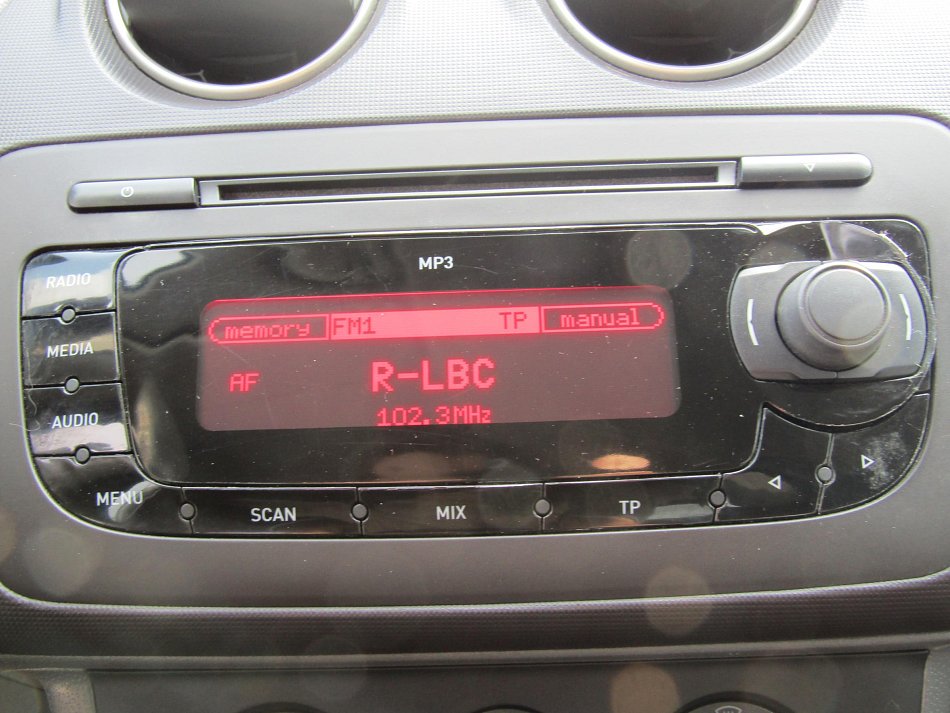 MP3
RADIO
MEDIA
AUDIO
MENU
memory FM1 TP manual
AF R-LBC
102.3MHz
SCAN MIX TP